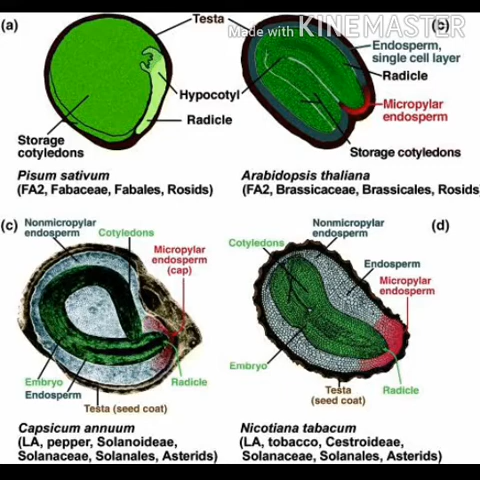 (a)
Testa
Made with KINEMASTER
(b)
Endosperm,
single cell layer
Radicle
Hypocotyl
Micropylar
endosperm
Radicle
Storage
cotyledons
Storage cotyledons
Pisum sativum
(FA2, Fabaceae, Fabales, Rosids)
Arabidopsis thaliana
(FA2, Brassicaceae, Brassicales, Rosids
(c)
Nonmicropylar
endosperm
Cotyledons
Micropylar
endosperm
(cap)
Embryo
Endosperm
Radicle
Testa (seed coat)
Capsicum annuum
(LA, pepper, Solanoideae,
Solanaceae, Solanales, Asterids)
(d)
Nonmicropylar
endosperm
Cotyledons
Endosperm
Micropylar
endosperm
Embryo
Testa
(seed coat)
Radicle
Nicotiana tabacum
(LA, tobacco, Cestroideae,
Solanaceae, Solanales, Asterids)